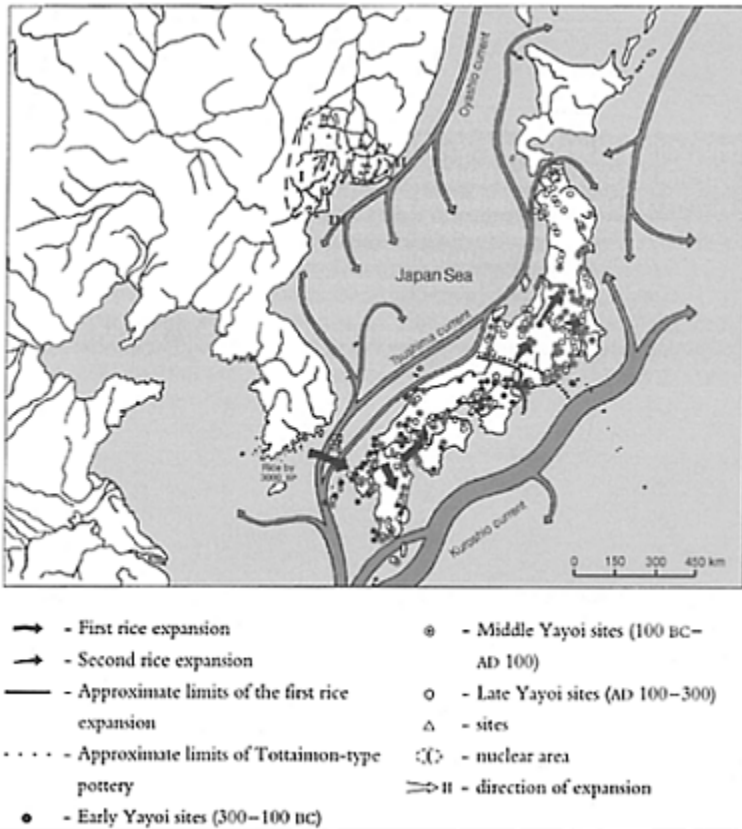 Oyashio current
Japan Sea
Tsushima current
Rice by
3000 BP
Kuroshio current
0 150 300 450 km
- First rice expansion
- Second rice expansion
- Approximate limits of the first rice
expansion
- Approximate limits of Tottaimon-type
pottery
- Early Yayoi sites (300–100 BC)
- Middle Yayoi sites (100 BC–
AD 100)
- Late Yayoi sites (AD 100–300)
- sites
- nuclear area
II - direction of expansion